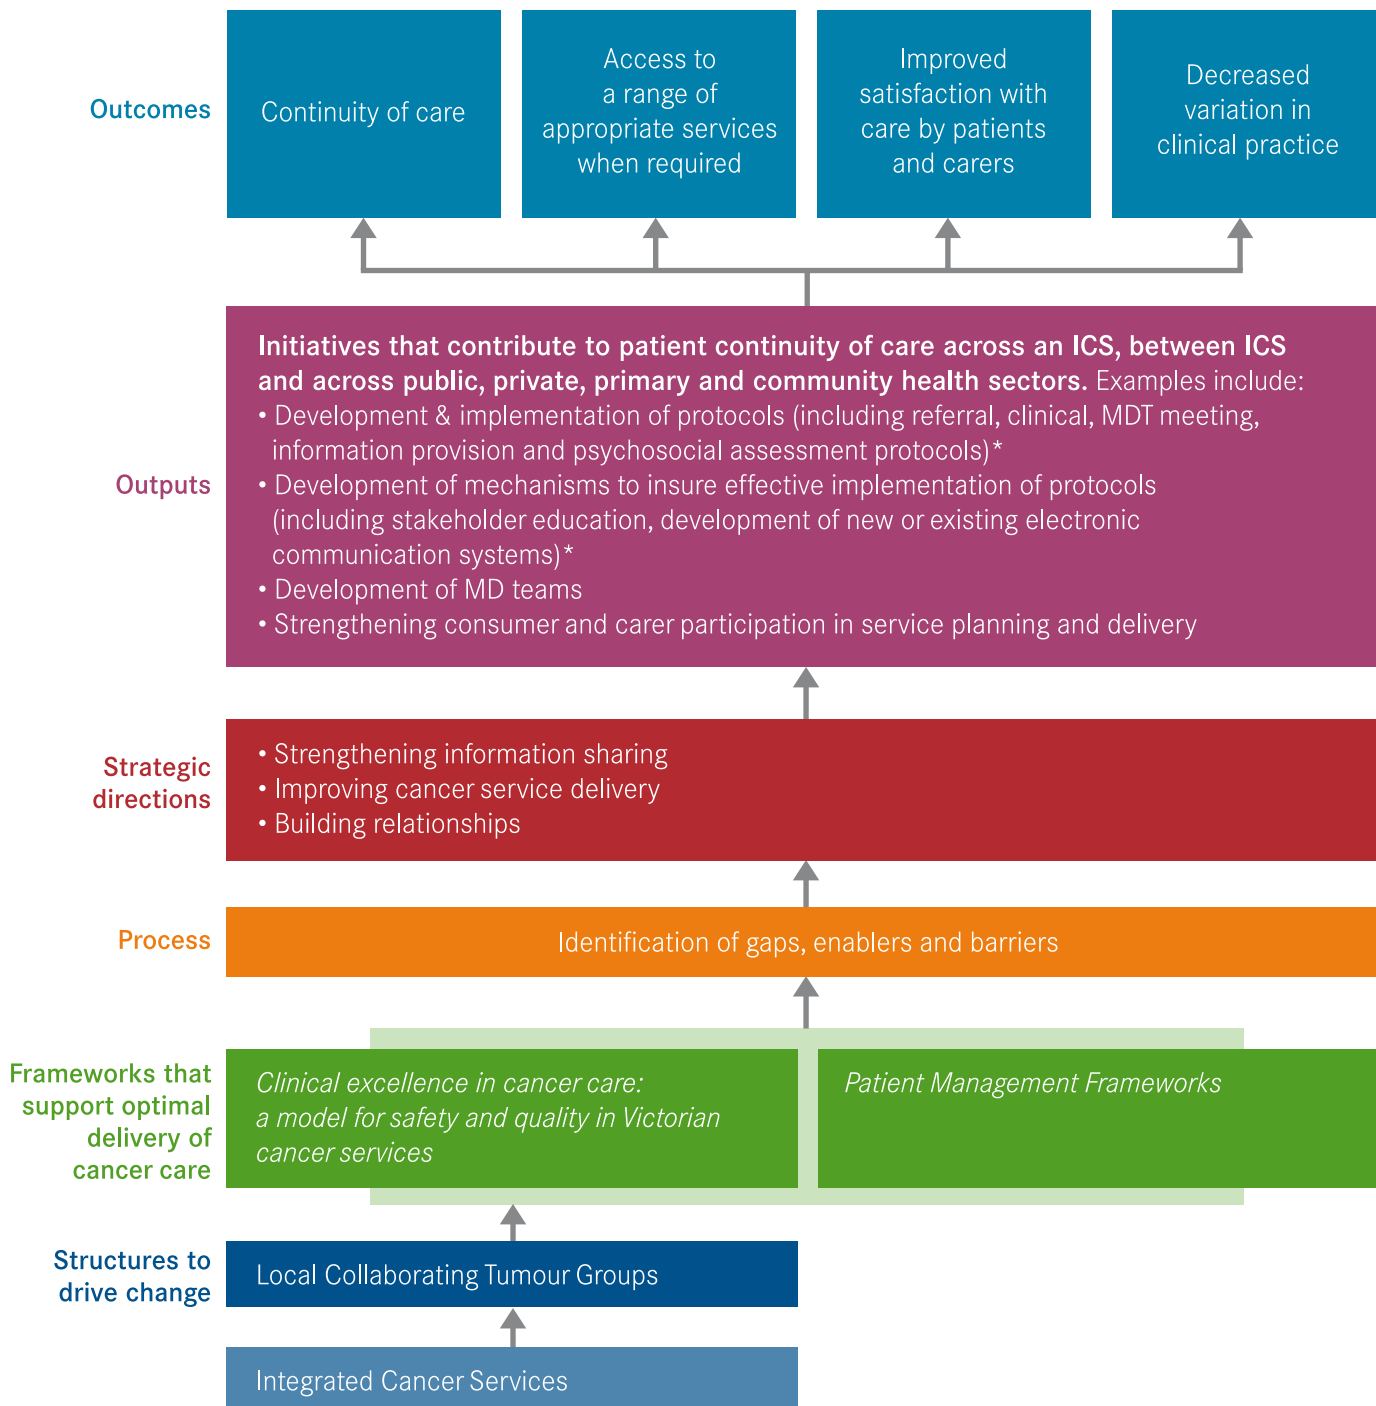 Outcomes
Continuity of care
Access to
a range of
appropriate services
when required
Improved
satisfaction with
care by patients
and carers
Decreased
variation in
clinical practice
Outputs
Initiatives that contribute to patient continuity of care across an ICS, between ICS
and across public, private, primary and community health sectors. Examples include:
• Development & implementation of protocols (including referral, clinical, MDT meeting,
information provision and psychosocial assessment protocols)*
• Development of mechanisms to insure effective implementation of protocols
(including stakeholder education, development of new or existing electronic
communication systems)*
• Development of MD teams
• Strengthening consumer and carer participation in service planning and delivery
Strategic
directions
• Strengthening information sharing
• Improving cancer service delivery
• Building relationships
Process
Identification of gaps, enablers and barriers
Frameworks that
support optimal
delivery of
cancer care
Clinical excellence in cancer care:
a model for safety and quality in Victorian
cancer services
Patient Management Frameworks
Structures to
drive change
Local Collaborating Tumour Groups
Integrated Cancer Services